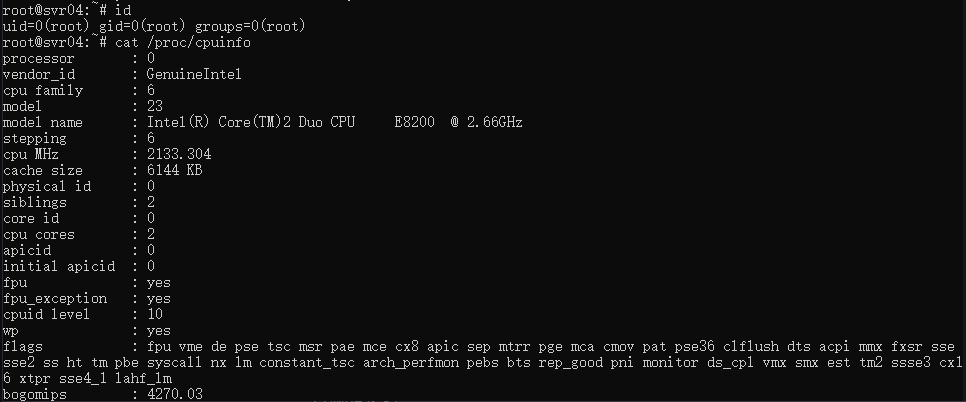 root@svr04:~# id
uid=0(root) gid=0(root) groups=0(root)
root@svr04:~# cat /proc/cpuinfo
processor : 0
vendor_id : GenuineIntel
cpu family : 6
model : 23
model name : Intel(R) Core(TM)2 Duo CPU E8200 @ 2.66GHz
stepping : 6
cpu MHz : 2133.304
cache size : 6144 KB
physical id : 0
siblings : 2
core id : 0
cpu cores : 2
apicid : 0
initial apicid : 0
fpu : yes
fpu_exception : yes
cpuid level : 10
wp : yes
flags : fpu vme de pse tsc msr pae mce cx8 apic sep mtrr pge mca cmov pat pse36 clflush dts acpi mmx fxsr sse
sse2 ss ht tm pbe syscall nx lm constant_tsc arch_perfmon pebs bts rep_good pni monitor ds_cpl vmx smx est tm2 ssse3 cx1
6 xtpr sse4_1 lahf_lm
bogomips : 4270.03